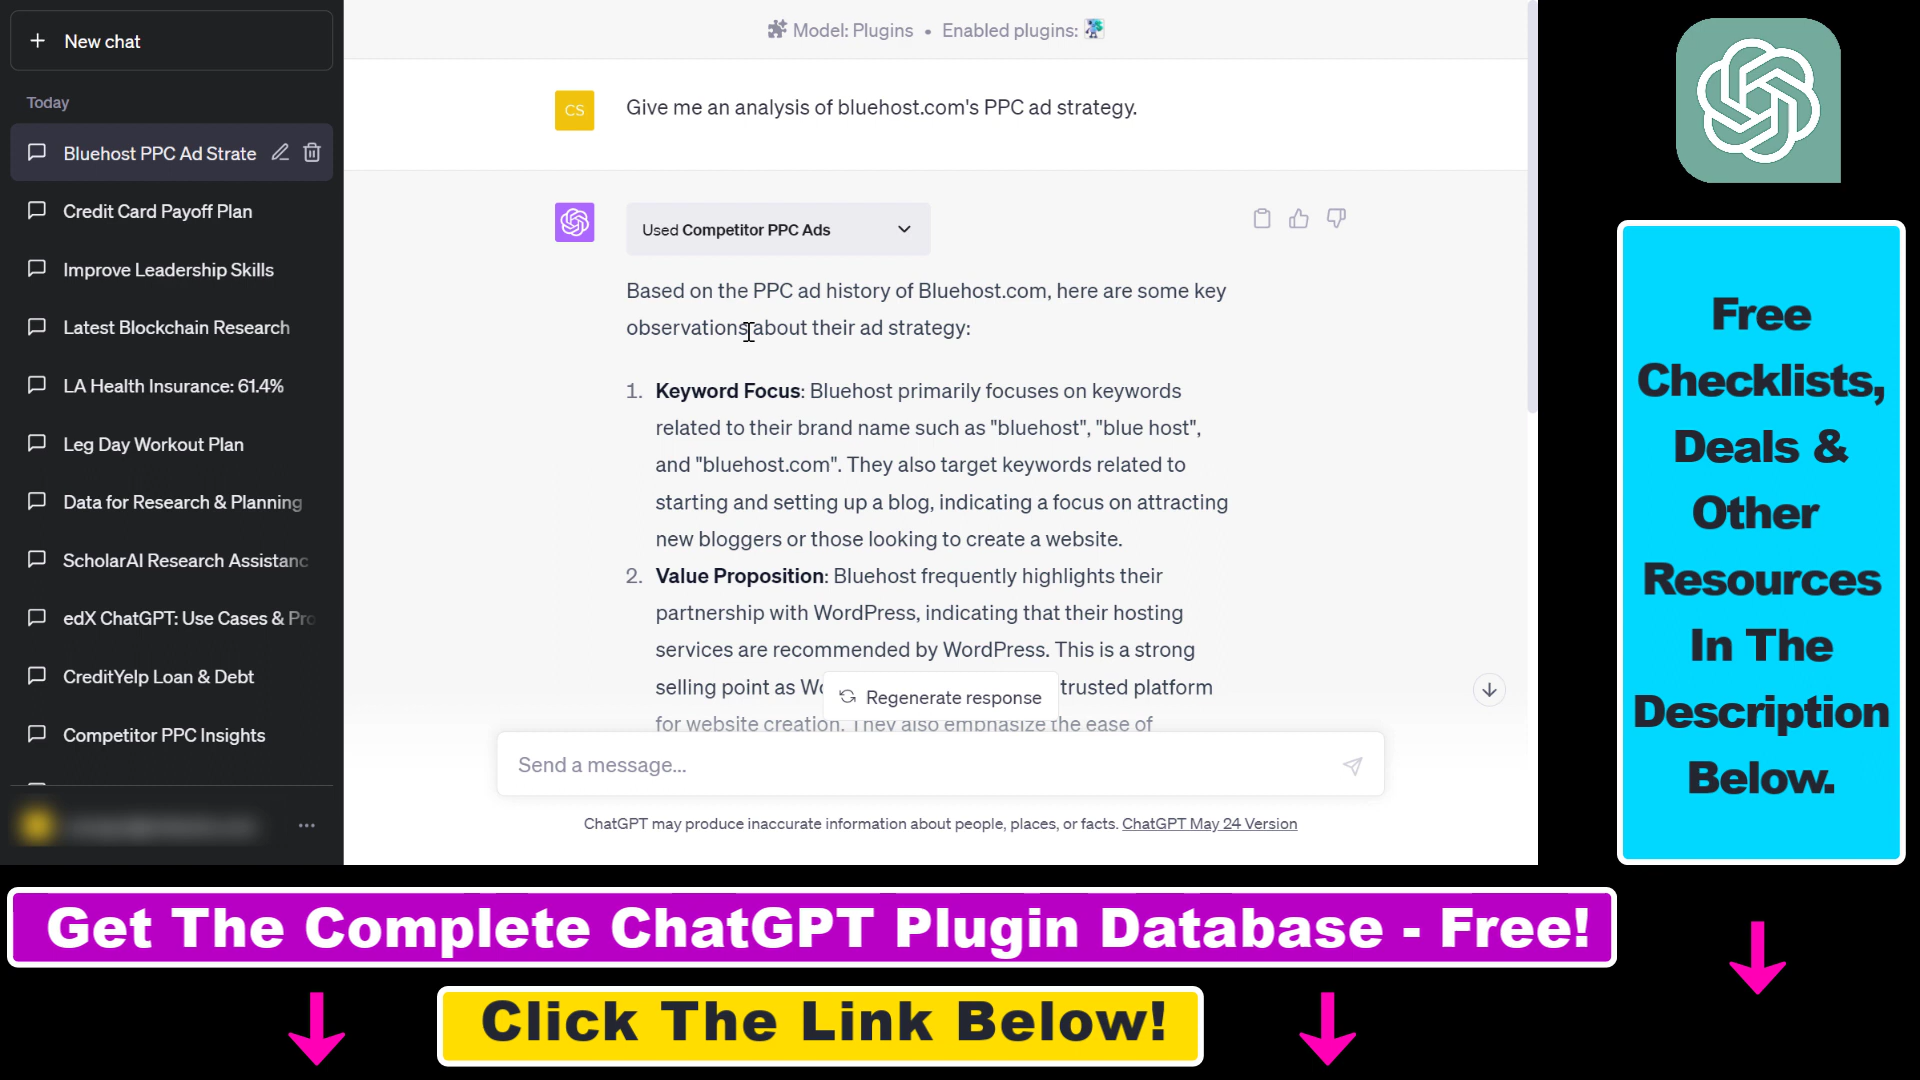 New chat
Today
Bluehost PPC Ad Strate
Credit Card Payoff Plan
Improve Leadership Skills
Latest Blockchain Research
LA Health Insurance: 61.4%
Leg Day Workout Plan
Data for Research & Planning
ScholarAI Research Assistanc
edX ChatGPT: Use Cases & Pro
CreditYelp Loan & Debt
Competitor PPC Insights
Model: Plugins • Enabled plugins:
CS
Give me an analysis of bluehost.com's PPC ad strategy.
Used Competitor PPC Ads
Based on the PPC ad history of Bluehost.com, here are some key
observations about their ad strategy:
1. Keyword Focus: Bluehost primarily focuses on keywords
related to their brand name such as "bluehost", "blue host",
and "bluehost.com". They also target keywords related to
starting and setting up a blog, indicating a focus on attracting
new bloggers or those looking to create a website.
2. Value Proposition: Bluehost frequently highlights their
partnership with WordPress, indicating that their hosting
services are recommended by WordPress. This is a strong
selling point as Wo trusted platform
for website creation. They also emphasize the ease of
Regenerate response
Send a message...
ChatGPT may produce inaccurate information about people, places, or facts. ChatGPT May 24 Version
Free
Checklists,
Deals &
Other
Resources
In The
Description
Below.
Get The Complete ChatGPT Plugin Database - Free!
Click The Link Below!